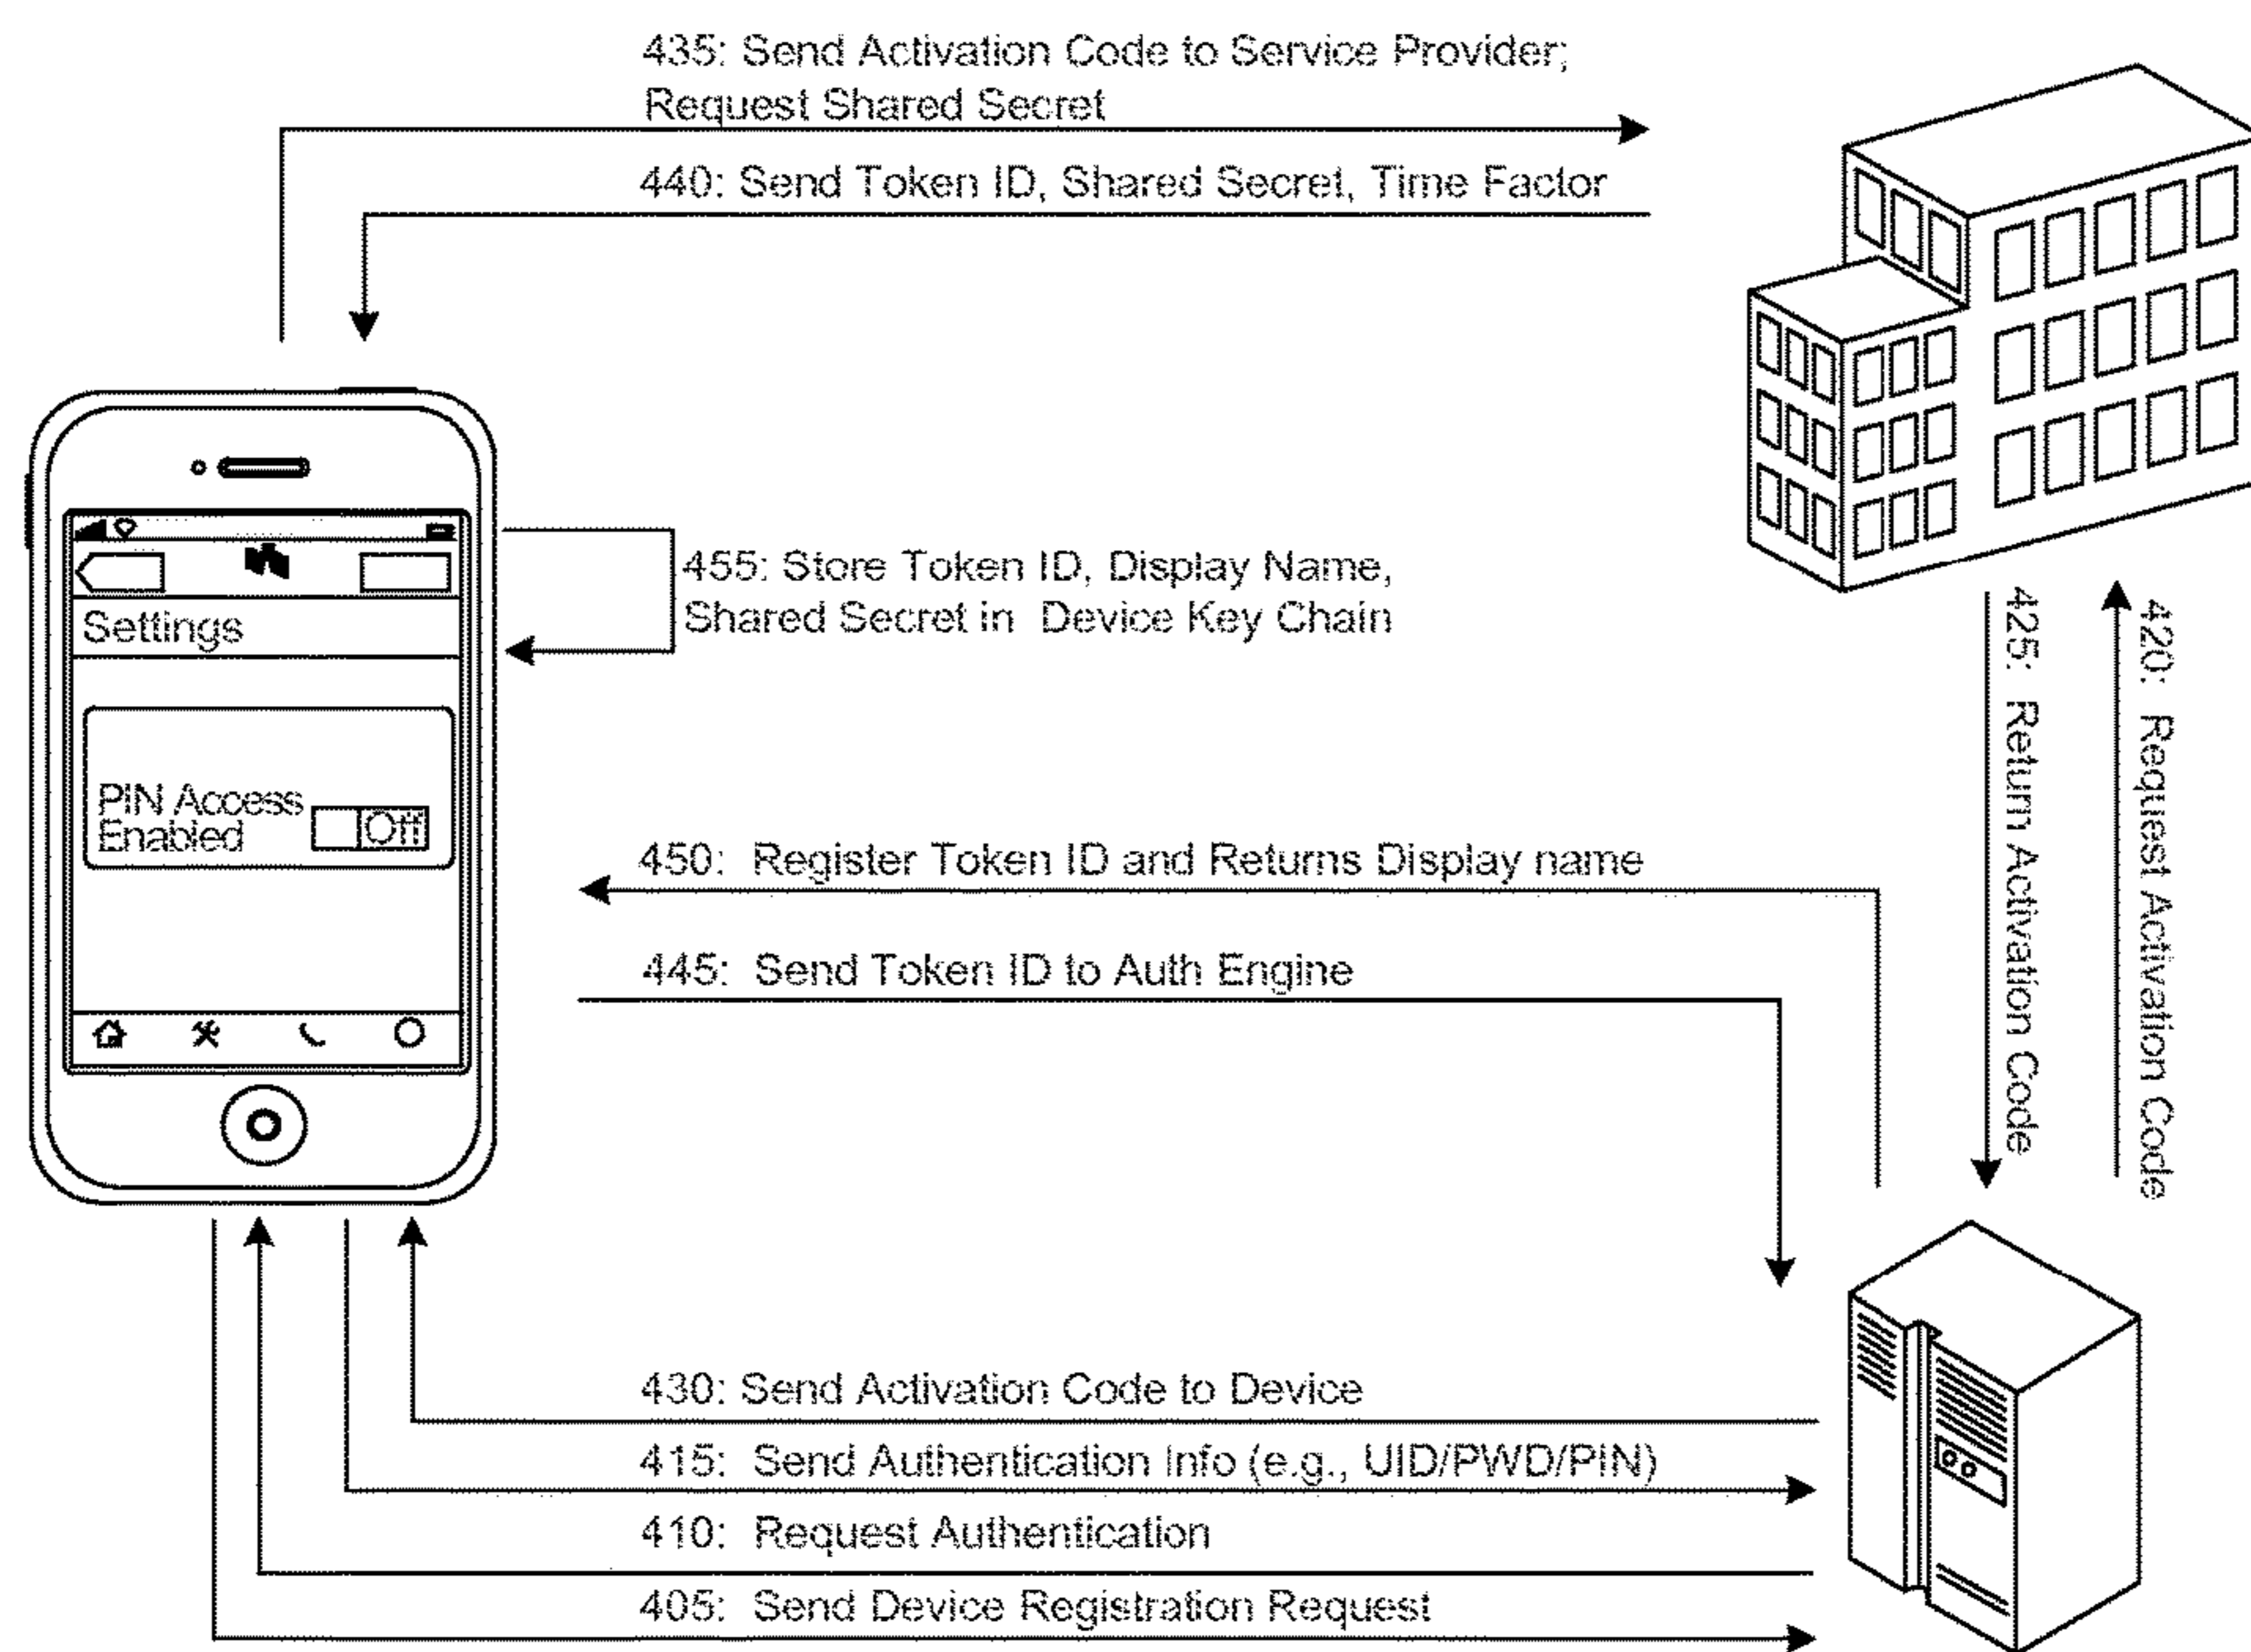 435: Send Activation Code to Service Provider;
Request Shared Secret
440: Send Token ID, Shared Secret, Time Factor
455: Store Token ID, Display Name,
Shared Secret in Device Key Chain
Settings
PIN Access
Enabled
Off
450: Register Token ID and Returns Display name
445: Send Token ID to Auth Engine
425: Return Activation Code
420: Request Activation Code
430: Send Activation Code to Device
415: Send Authentication Info (e.g., UID/PWD/PIN)
410: Request Authentication
405: Send Device Registration Request